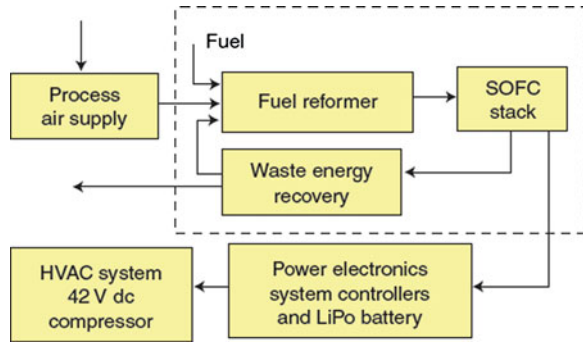 Fuel
Process
air supply
Fuel reformer
SOFC
stack
Waste energy
recovery
HVAC system
42 V dc
compressor
Power electronics
system controllers
and LiPo battery